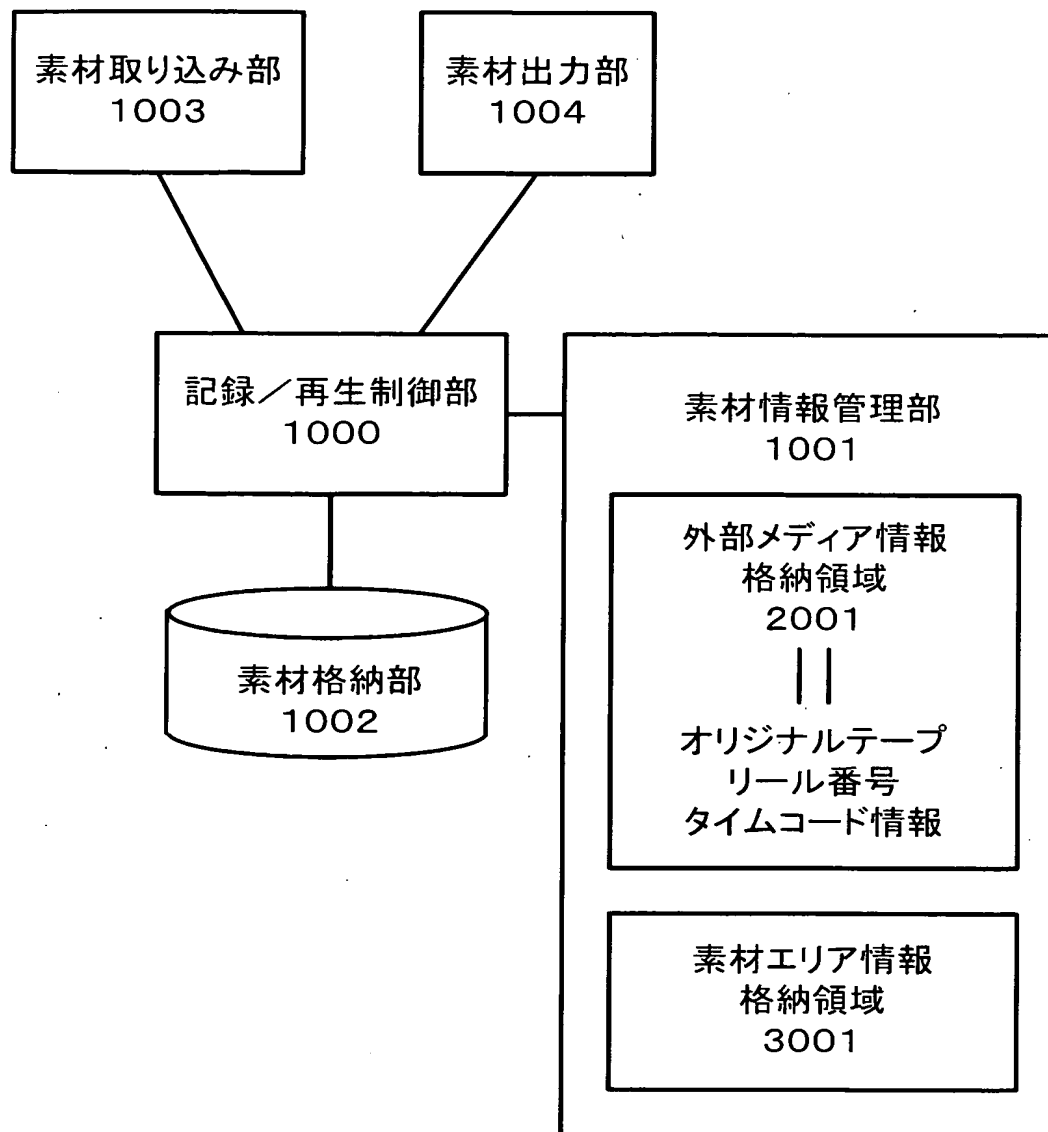 素材取り込み部
1003
素材出力部
1004
記録／再生制御部
1000
素材情報管理部
1001
外部メディア情報
格納領域
2001
||
オリジナルテープ
リール番号
タイムコード情報
素材格納部
1002
素材エリア情報
格納領域
3001